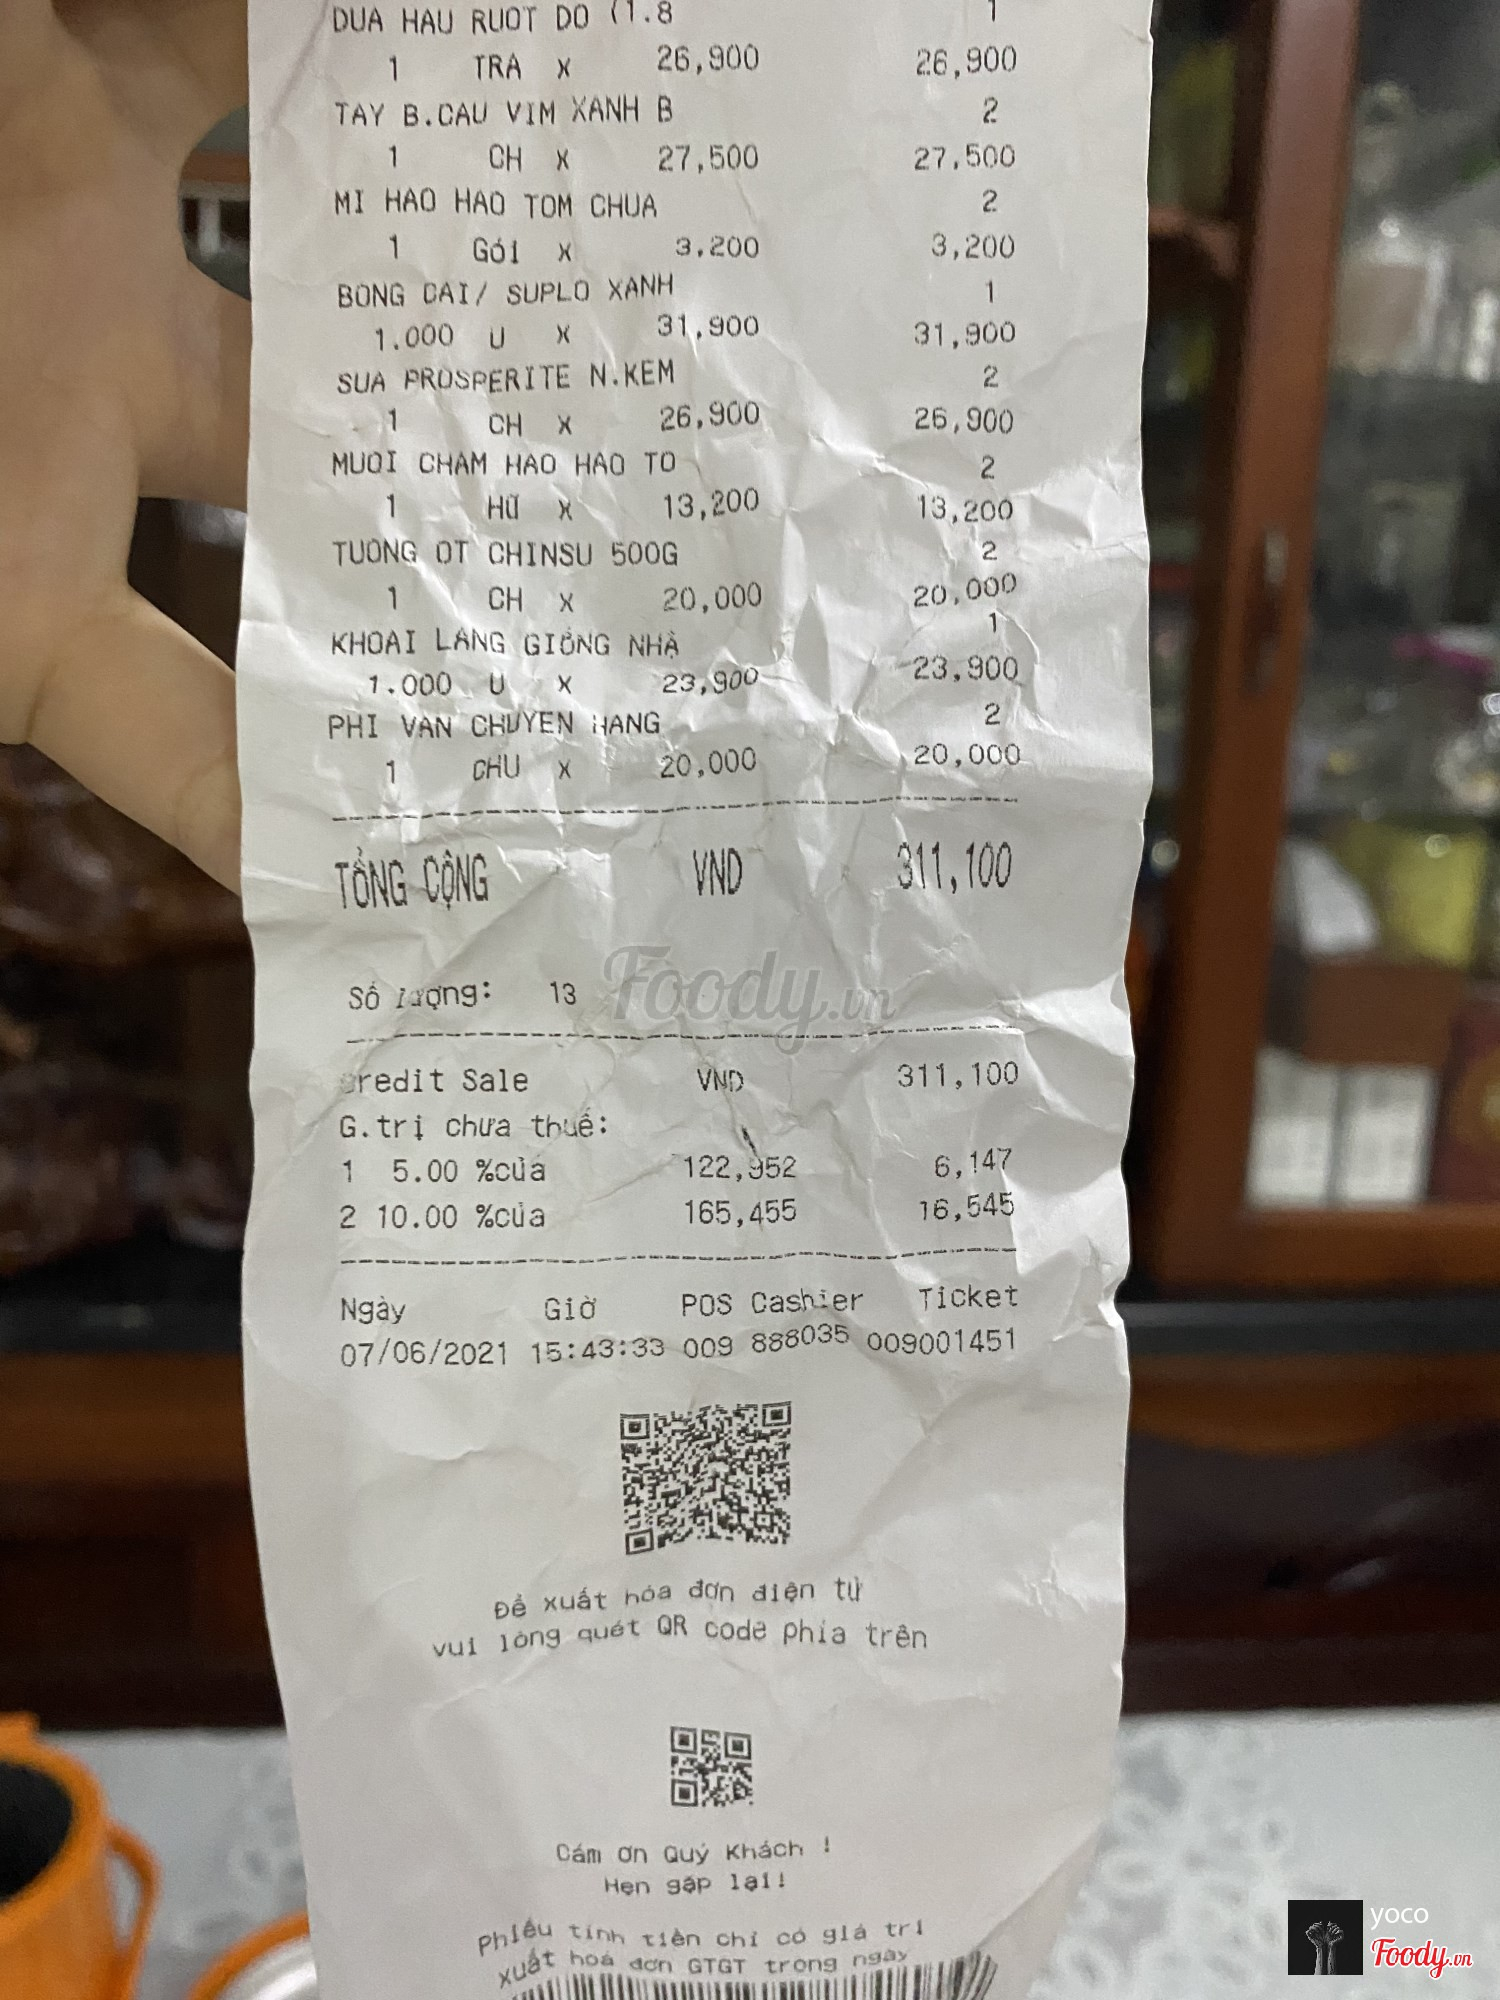 DUA HAU RUOT DO (1.8 1
1 TRA X 26,900 26,900
TAY B.CAU VIM XANH B 2
1 CH X 27,500 27,500
MI HAO HAO TOM CHUA 2
1 GóI X 3,200 3,200
BONG CAI/ SUPLO XANH 1
1.000 U X 31,900 31,900
SUA PROSPERITE N.KEM 2
1 CH X 26,900 26,900
MUOI CHAM HAO HAO TO 2
1 HŨ X 13,200 13,200
TUONG OT CHINSU 500G 2
1 CH X 20,000 20,000
KHOAI LANG GIỐNG NHẬ 1
1.000 U X 23,900 23,900
PHI VAN CHUYEN HANG 2
1 CHU X 20,000 20,000
TỔNG CỘNG VND 311,100
Foody.vn
Số lượng: 13
Credit Sale VND 311,100
G.trị chưa thuế:
1 5.00 %của 122,952 6,147
2 10.00 %của 165,455 16,545
Ngày Giờ POS Cashier Ticket
07/06/2021 15:43:33 009 888035 009001451
Để xuất hóa đơn điện tử
vui lòng quét QR code phía trên
Cám ơn Quý Khách !
Hẹn gặp lại!
Phiếu tính tiền chỉ có giá trị
xuất hoá đơn GTGT trong ngày
yoco
Foody.vn